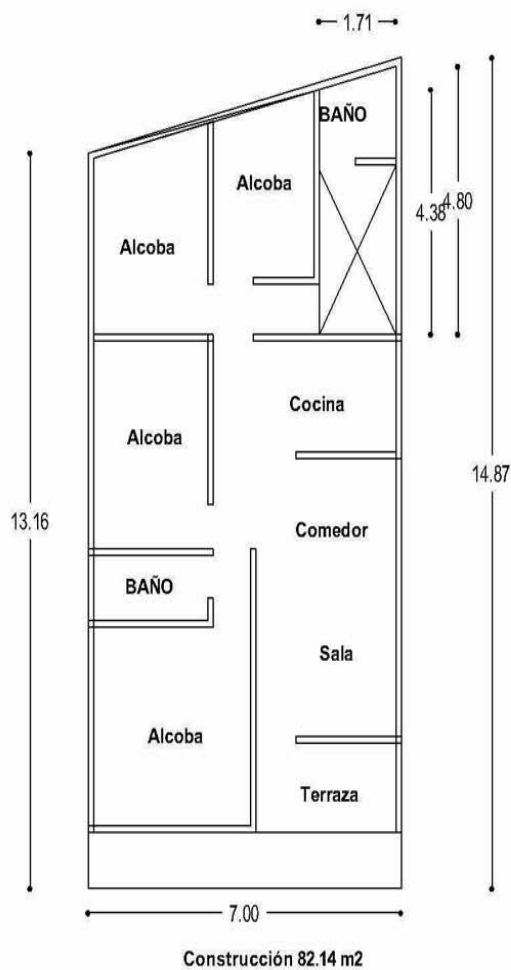 1.71
BAÑO
Alcoba
4.38
4.80
Alcoba
Cocina
Alcoba
14.87
13.16
Comedor
BAÑO
Sala
Alcoba
Terraza
7.00
Construcción 82.14 m2